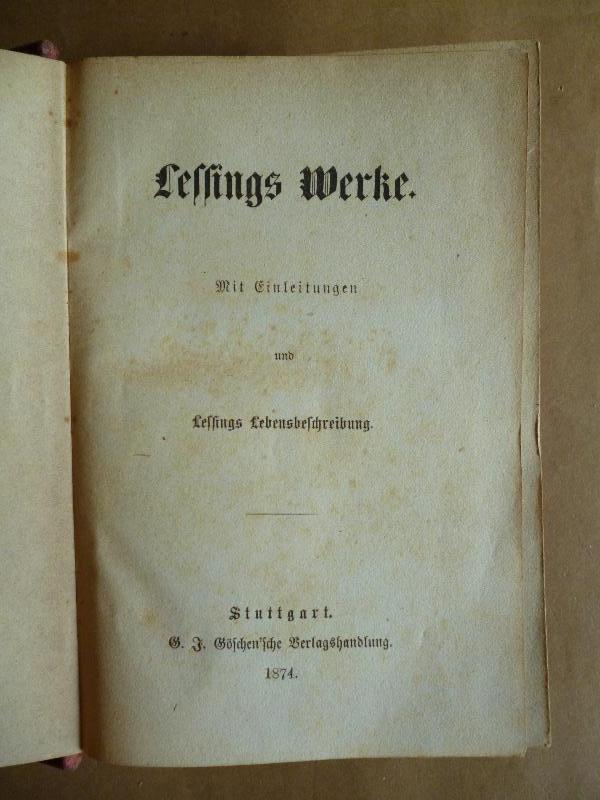 Leſſings Werke.
Mit Einleitungen
und
Leſſings Lebensbeſchreibung.
Stuttgart.
G. J. Göſchen'ſche Verlagshandlung.
1874.